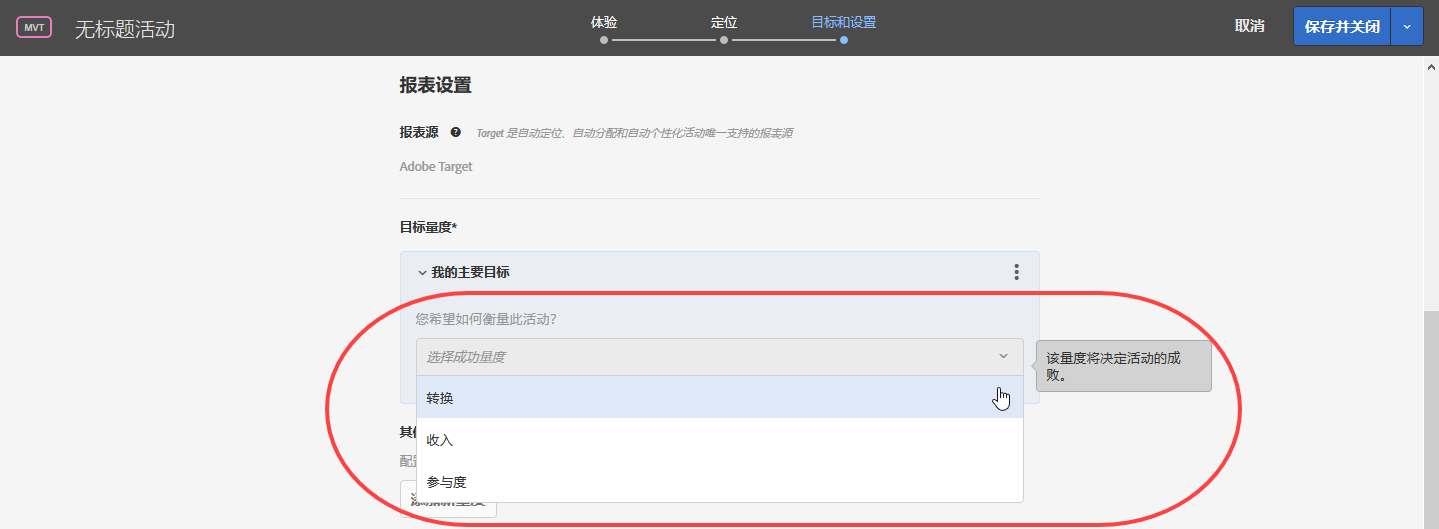 MVT
无标题活动
体验
定位
目标和设置
取消
保存并关闭
报表设置
报表源
Target 是自动定位、自动分配和自动个性化活动唯一支持的报表源
Adobe Target
目标量度*
我的主要目标
您希望如何衡量此活动?
选择成功量度
该量度将决定活动的成
败。
转换
收入
参与度